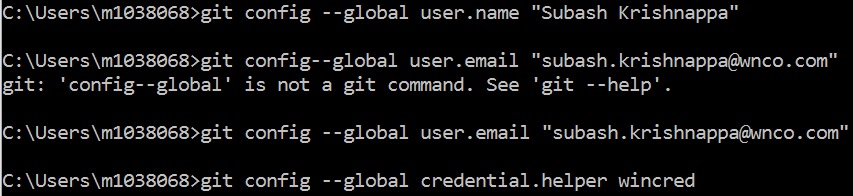 C:\Users\m1038068>git config --global user.name "Subash Krishnappa"
C:\Users\m1038068>git config--global user.email "subash.krishnappa@wnco.com"
git: 'config--global' is not a git command. See 'git --help'.
C:\Users\m1038068>git config --global user.email "subash.krishnappa@wnco.com"
C:\Users\m1038068>git config --global credential.helper wincred